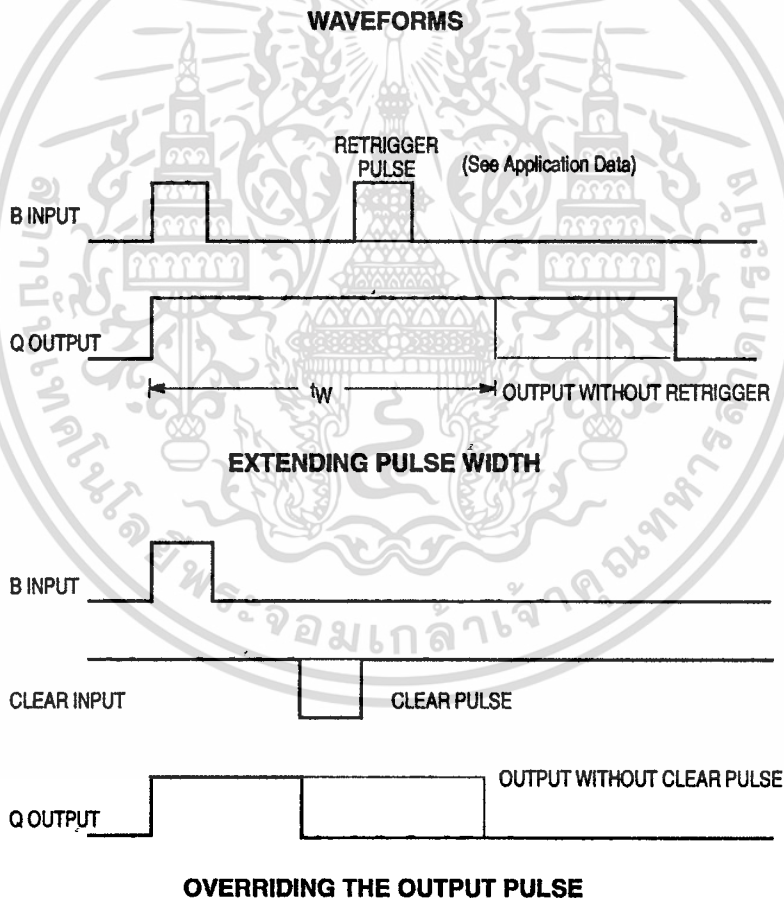 WAVEFORMS
RETRIGGER
PULSE
(See Application Data)
B INPUT
Q OUTPUT
tW
OUTPUT WITHOUT RETRIGGER
EXTENDING PULSE WIDTH
B INPUT
CLEAR INPUT
CLEAR PULSE
OUTPUT WITHOUT CLEAR PULSE
Q OUTPUT
OVERRIDING THE OUTPUT PULSE